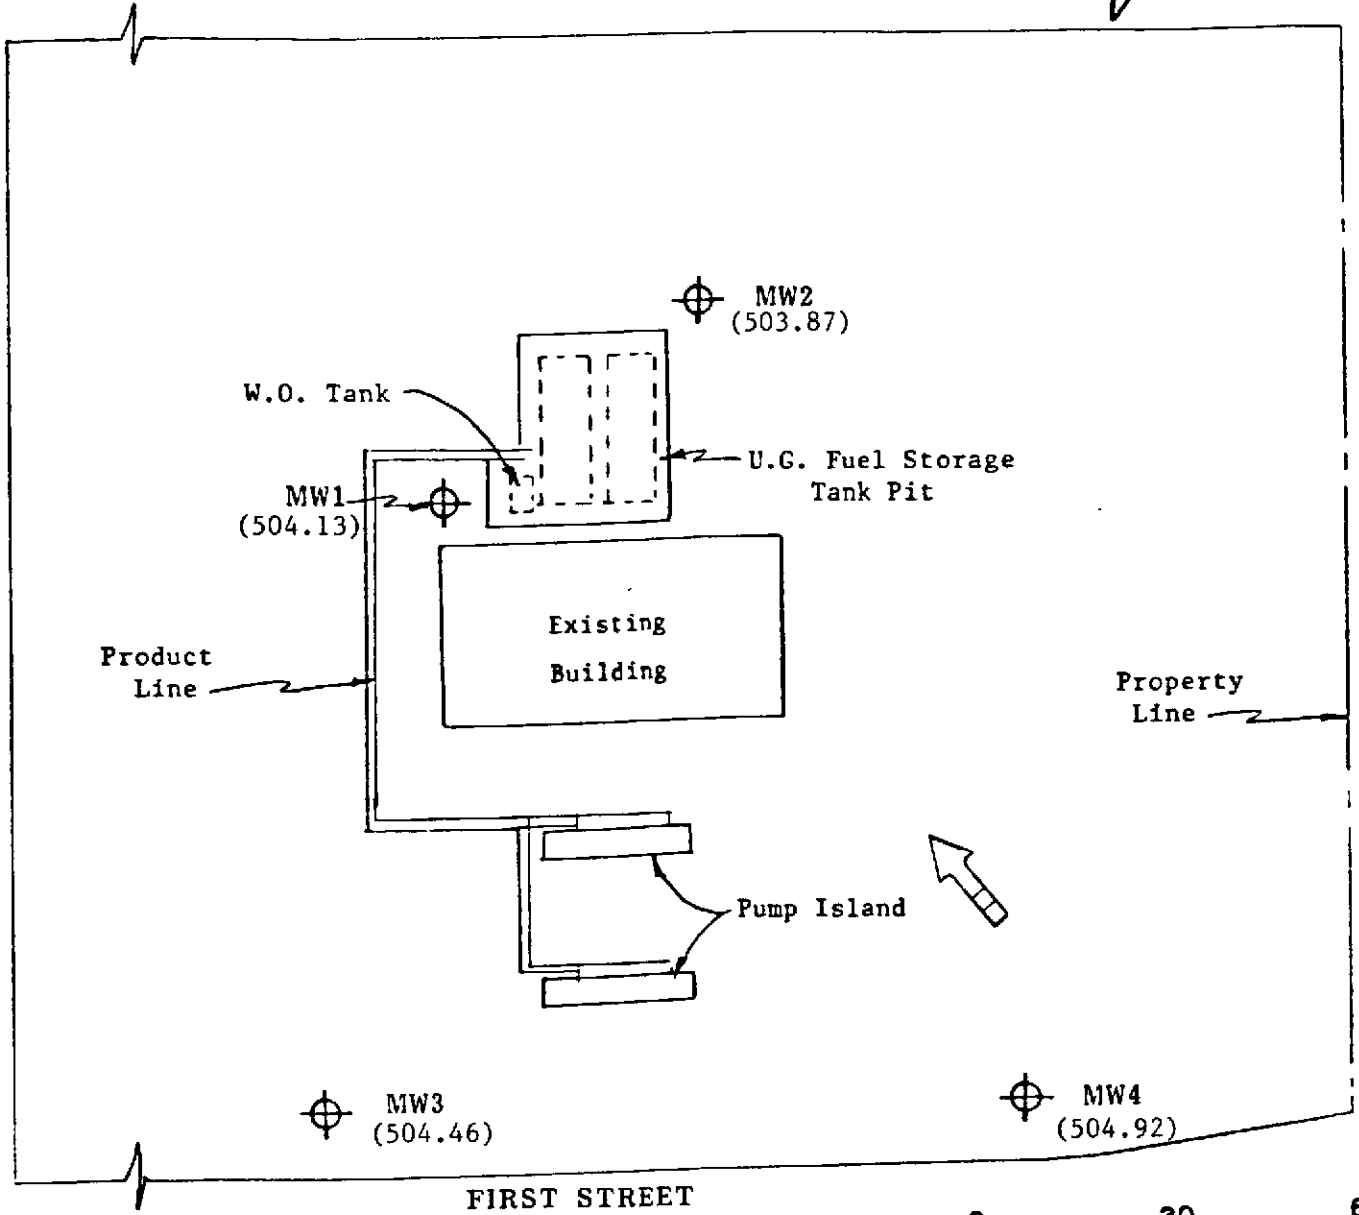 MW2
(503.87)
W.O. Tank
U.G. Fuel Storage
Tank Pit
MW1
(504.13)
Existing
Building
Product
Line
Property
Line
Pump Island
MW3
(504.46)
MW4
(504.92)
FIRST STREET